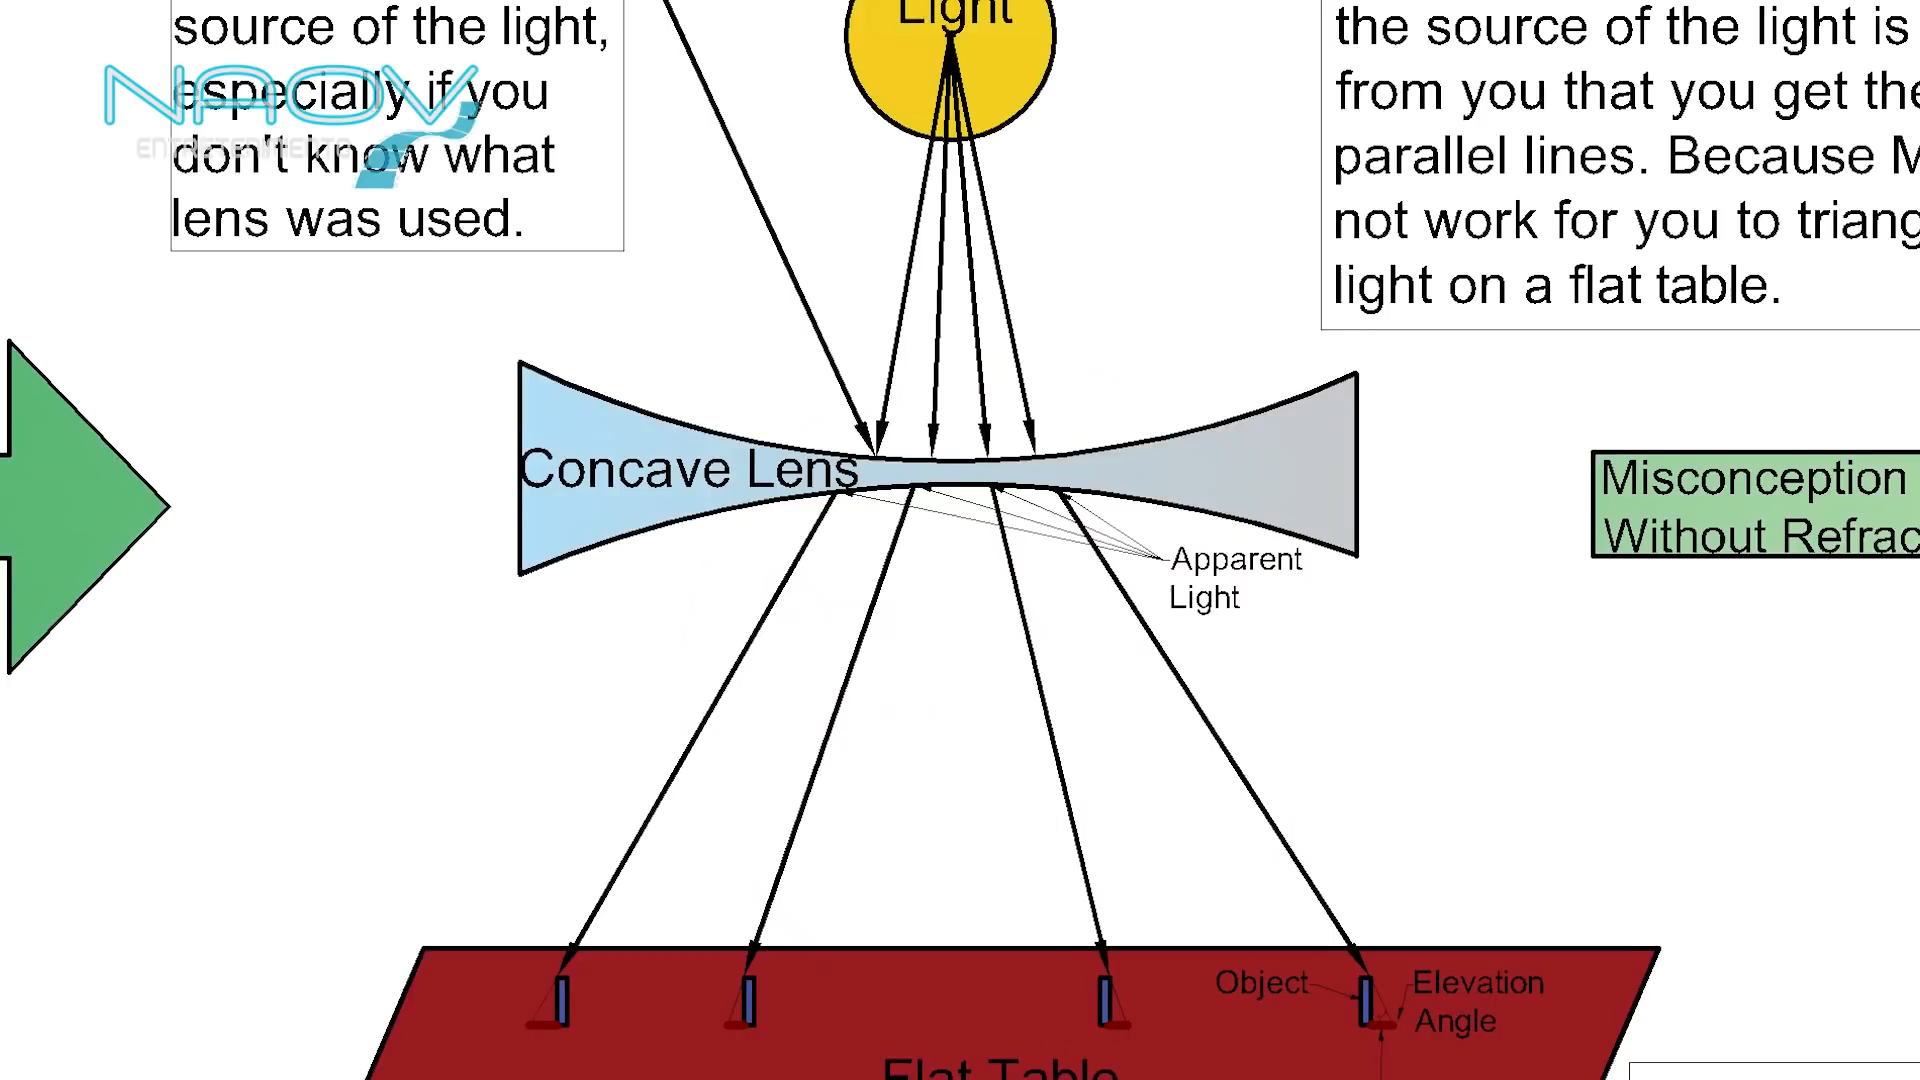 source of the light,
especially if you
don't know what
lens was used.
NAOV
ENTRETENIMIENTO
Light
the source of the light is
from you that you get the
parallel lines. Because M
not work for you to triang
light on a flat table.
Concave Lens
Misconception
Without Refrac
Apparent
Light
Object
Elevation
Angle
Flat Table